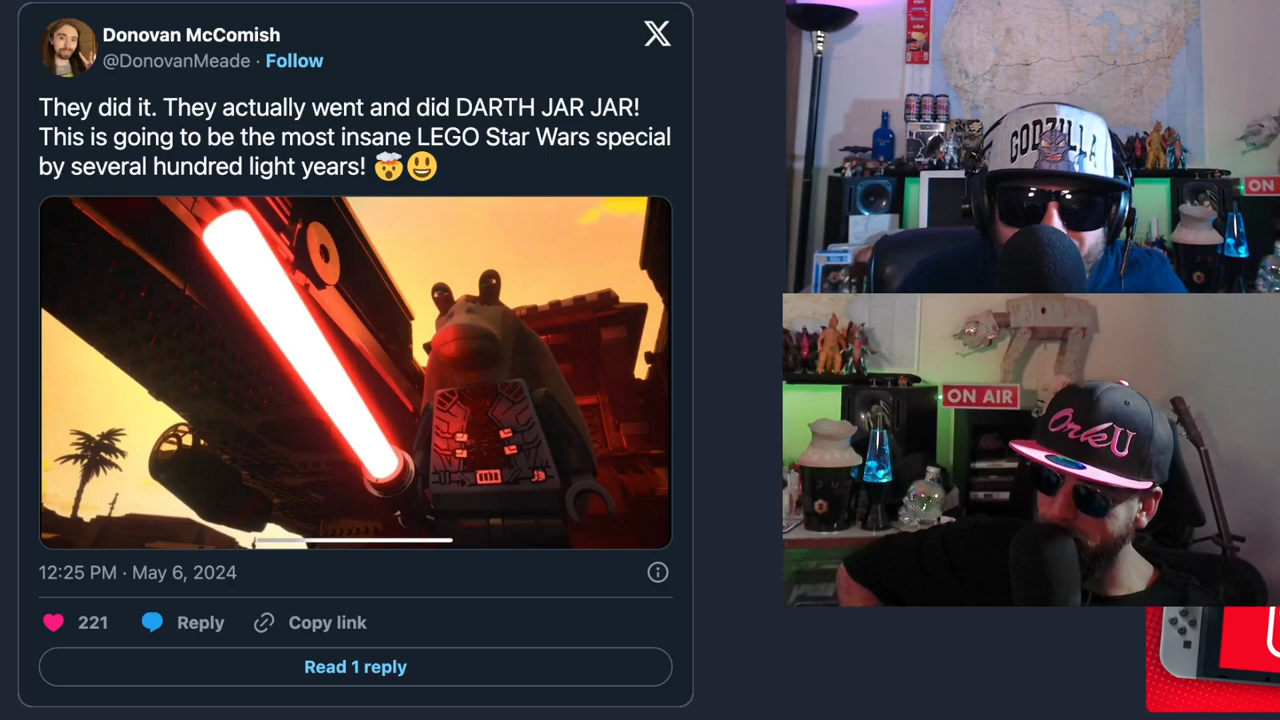 Donovan McComish
@DonovanMeade · Follow
They did it. They actually went and did DARTH JAR JAR!
This is going to be the most insane LEGO Star Wars special
by several hundred light years! 🤯😃
12:25 PM · May 6, 2024
221
Reply
Copy link
Read 1 reply
GODZILLA
ON
ON AIR
OrkU